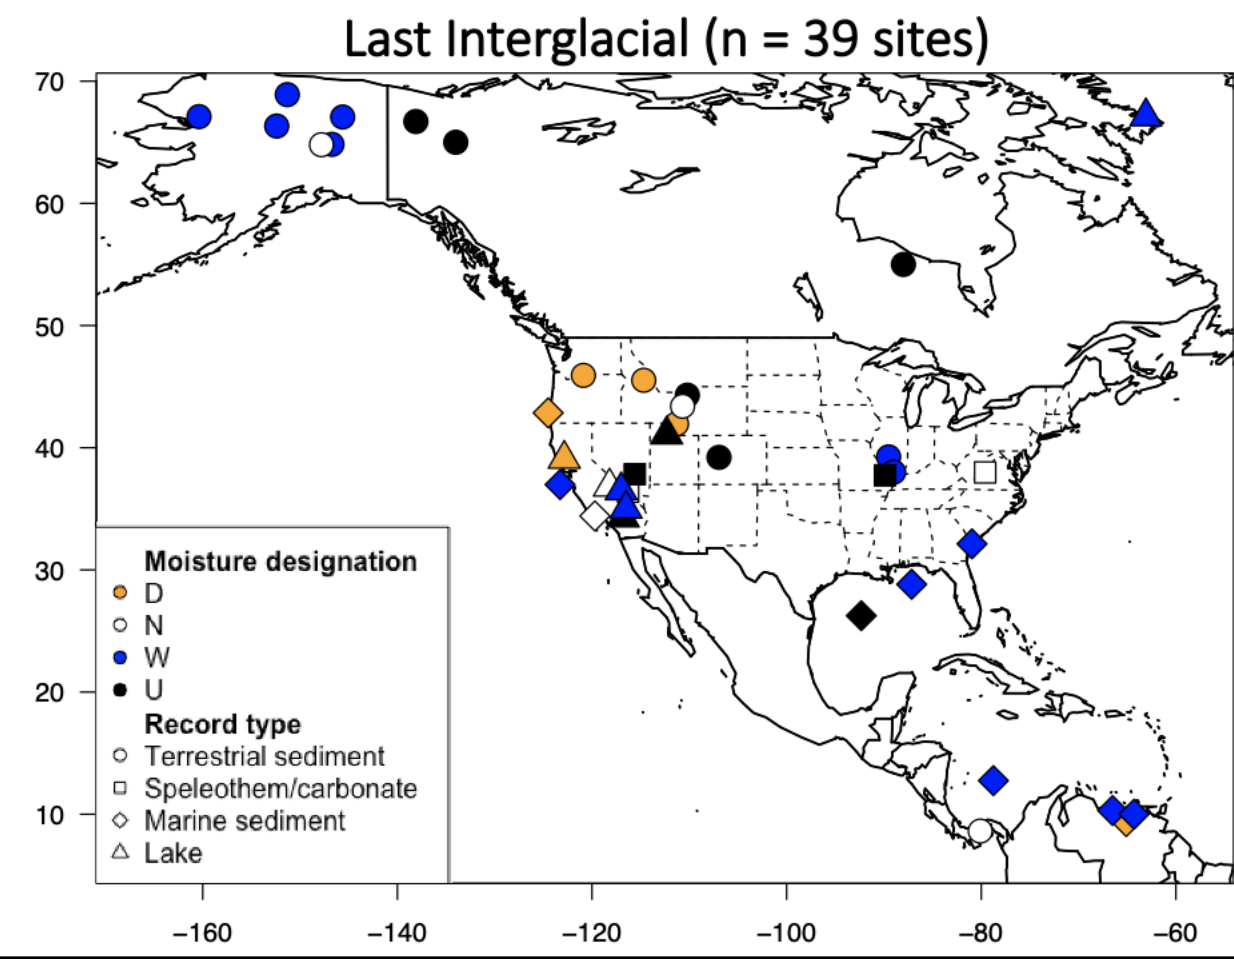 Last Interglacial (n = 39 sites)
70
60
50
40
30
20
10
Moisture designation
D
N
W
U
Record type
Terrestrial sediment
Speleothem/carbonate
Marine sediment
Lake
−160 −140 −120 −100 −80 −60